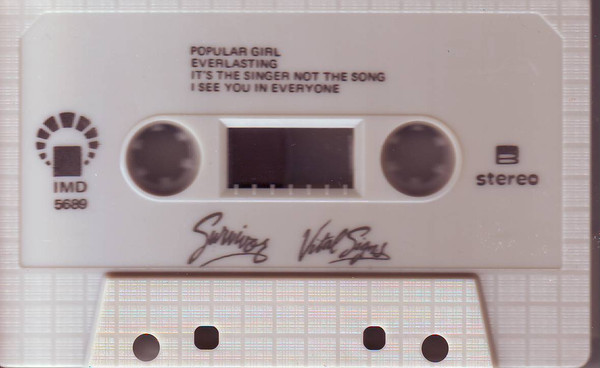 POPULAR GIRL
EVERLASTING
IT'S THE SINGER NOT THE SONG
I SEE YOU IN EVERYONE
IMD
5689
B
stereo
Survivor Vital Signs